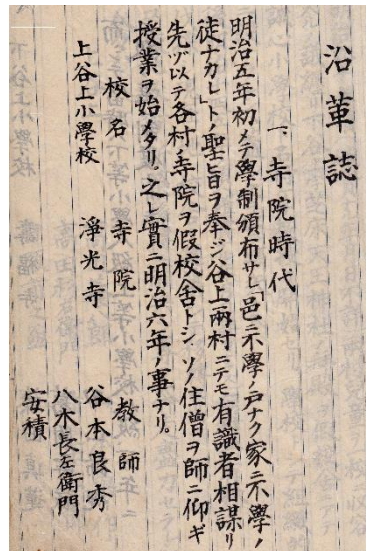 沿革誌
一、寺院時代
明治五年初メテ學制頒布サレ「邑ニ不學ノ戸ナク家ニ不學ノ
徒ナカレ」トノ聖旨ヲ奉ジ谷上兩村ニテモ有識者相謀リ
先ヅ以テ各村ノ寺院ヲ假校舎トシソノ住僧ヲ師ニ仰ギ
授業ヲ始メタリ。之レ實ニ明治六年ノ事ナリ。
校名 寺院 教師
上谷上小學校 淨光寺 谷本良秀
八木長左衛門
安積